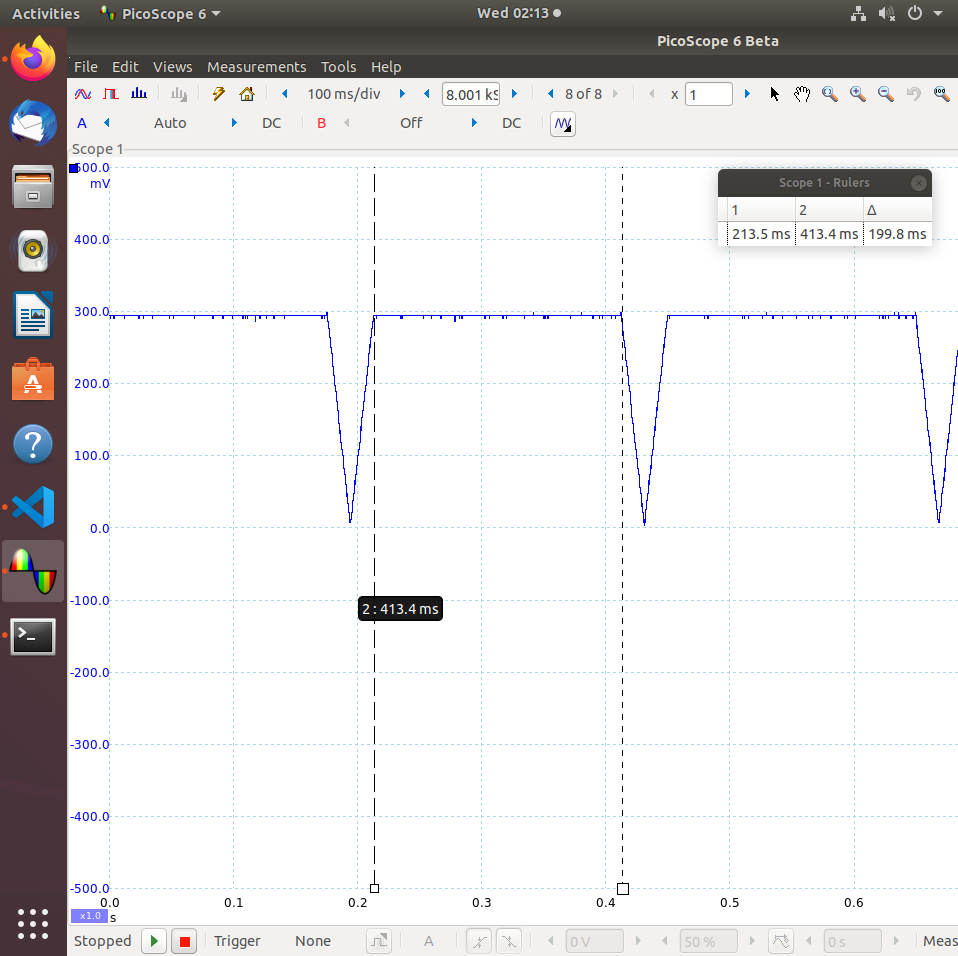 Activities PicoScope 6 Wed 02:13
PicoScope 6 Beta
File Edit Views Measurements Tools Help
100 ms/div 8.001 kS 8 of 8 x 1
A Auto DC B Off DC
Scope 1
500.0
mV
400.0
300.0
200.0
100.0
0.0
-100.0
-200.0
-300.0
-400.0
-500.0
Scope 1 - Rulers
1 2 Δ
213.5 ms 413.4 ms 199.8 ms
2 : 413.4 ms
0.0 0.1 0.2 0.3 0.4 0.5 0.6
x1.0 s
Stopped Trigger None A 0 V 50 % 0 s Meas